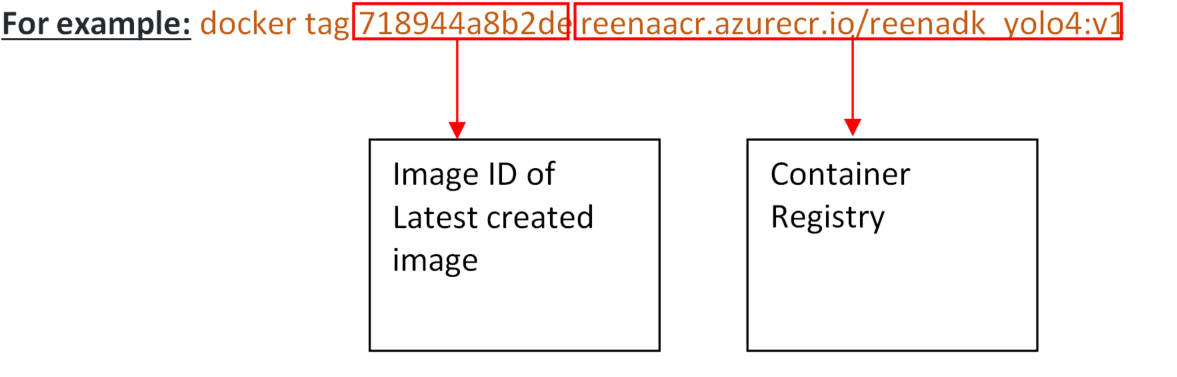 For example: docker tag 718944a8b2de reenaacr.azurecr.io/reenadk_yolo4:v1
Image ID of
Latest created
image
Container
Registry